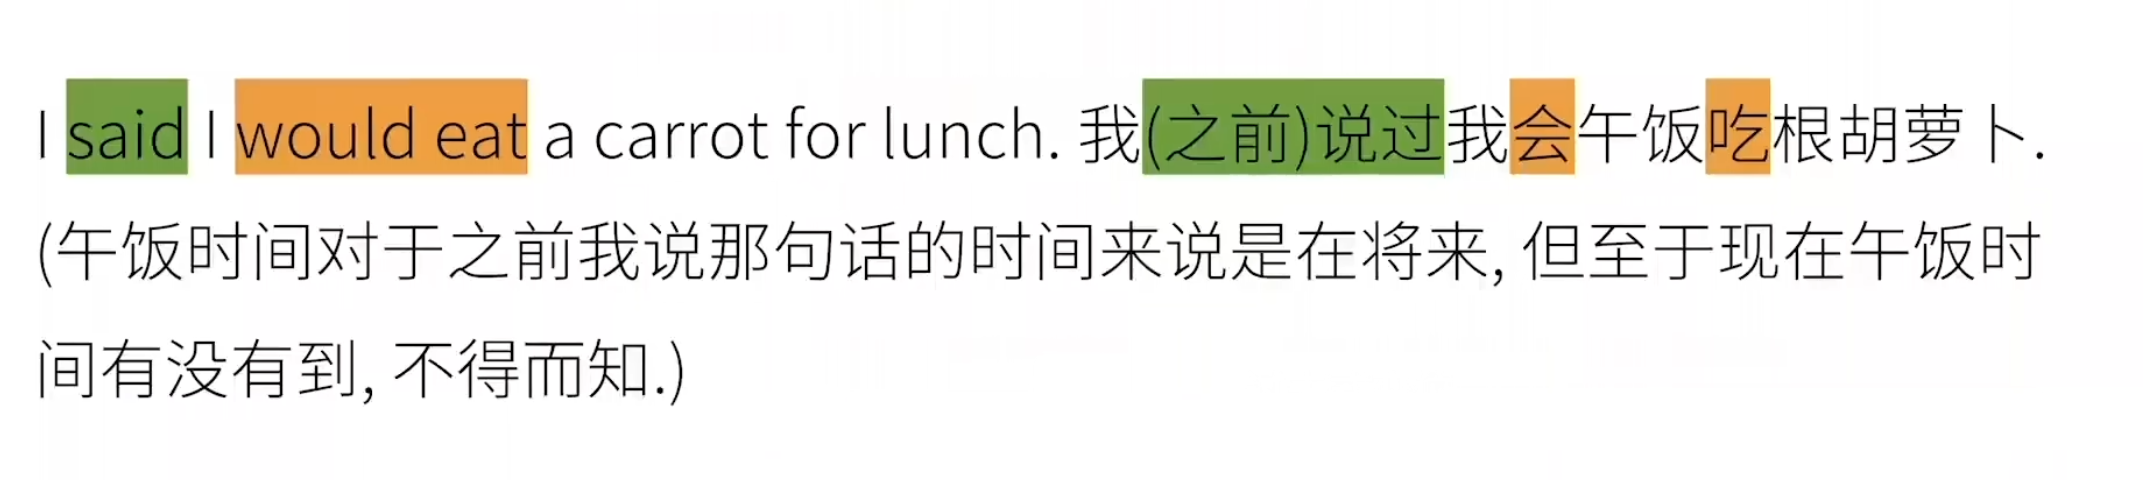 I said I would eat a carrot for lunch. 我(之前)说过我会午饭吃根胡萝卜.
(午饭时间对于之前我说那句话的时间来说是在将来, 但至于现在午饭时
间有没有到, 不得而知.)